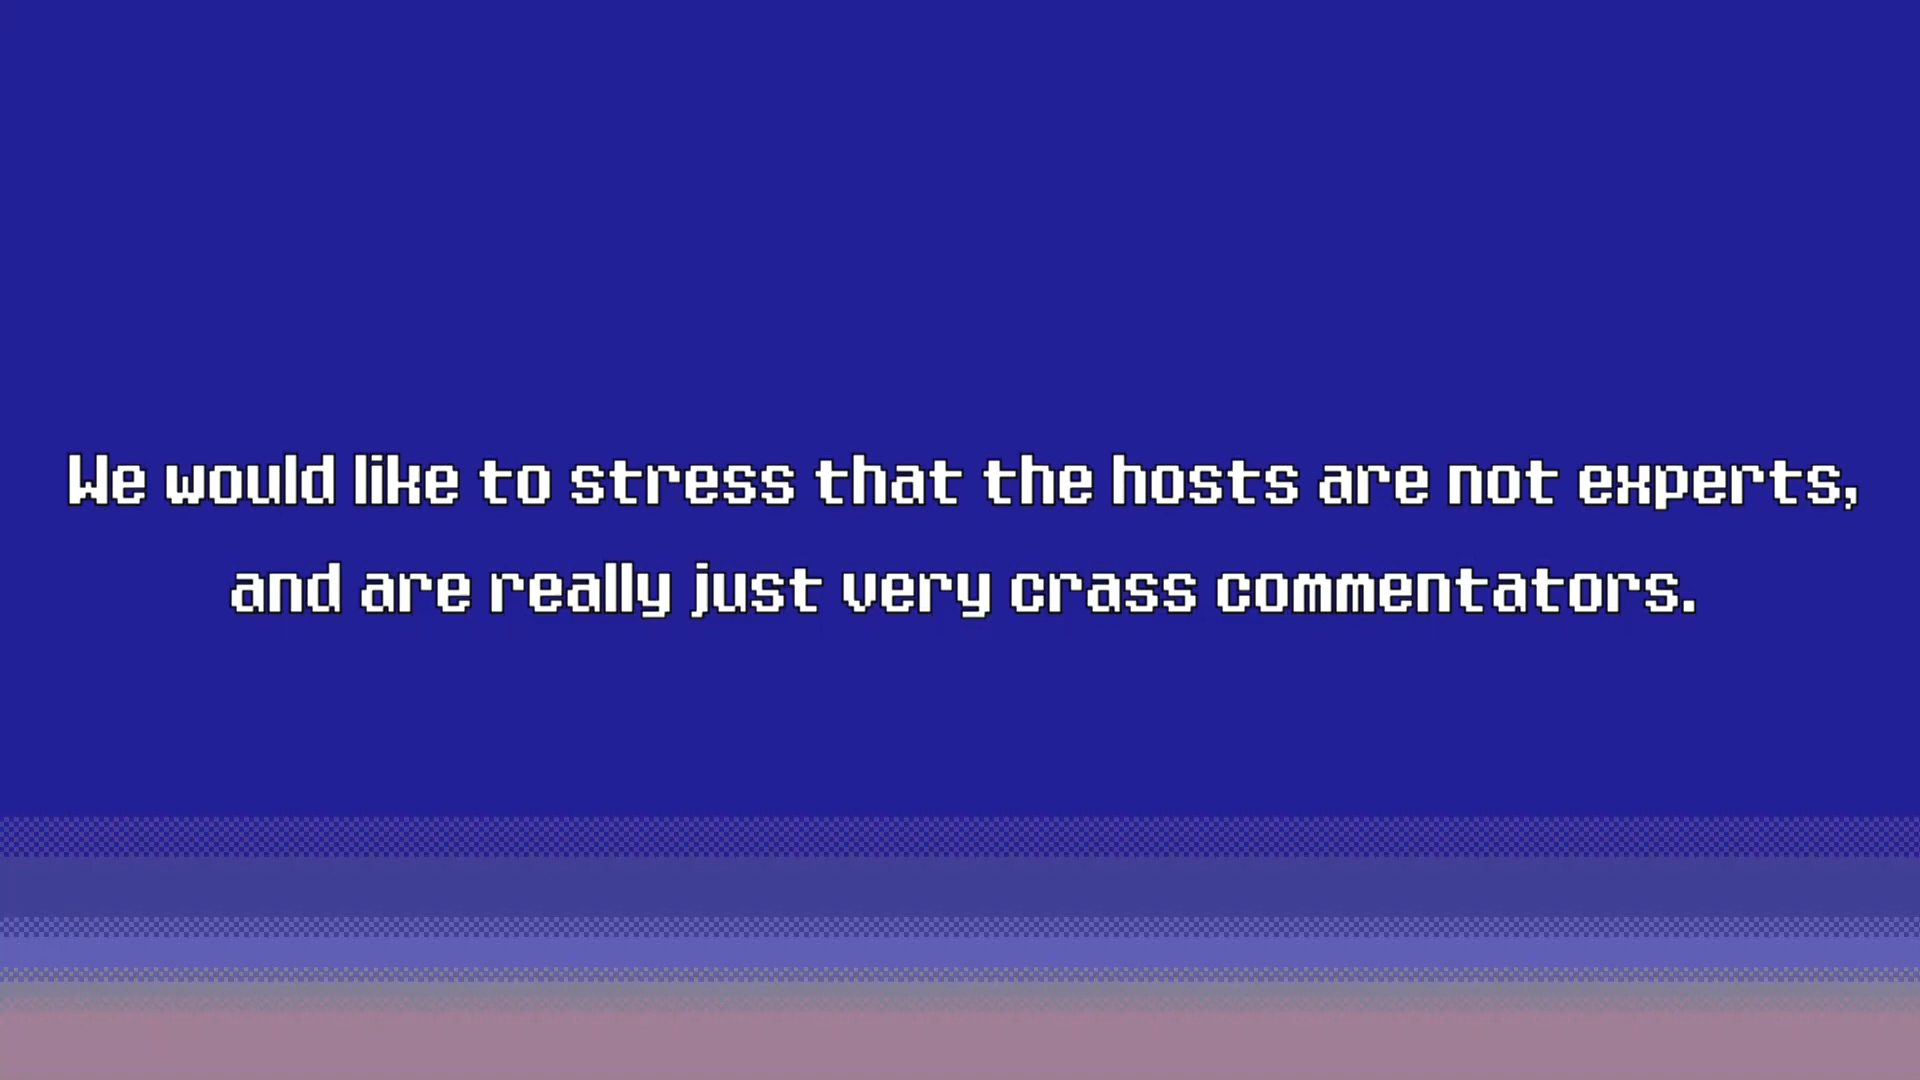 We would like to stress that the hosts are not experts,
and are really just very crass commentators.